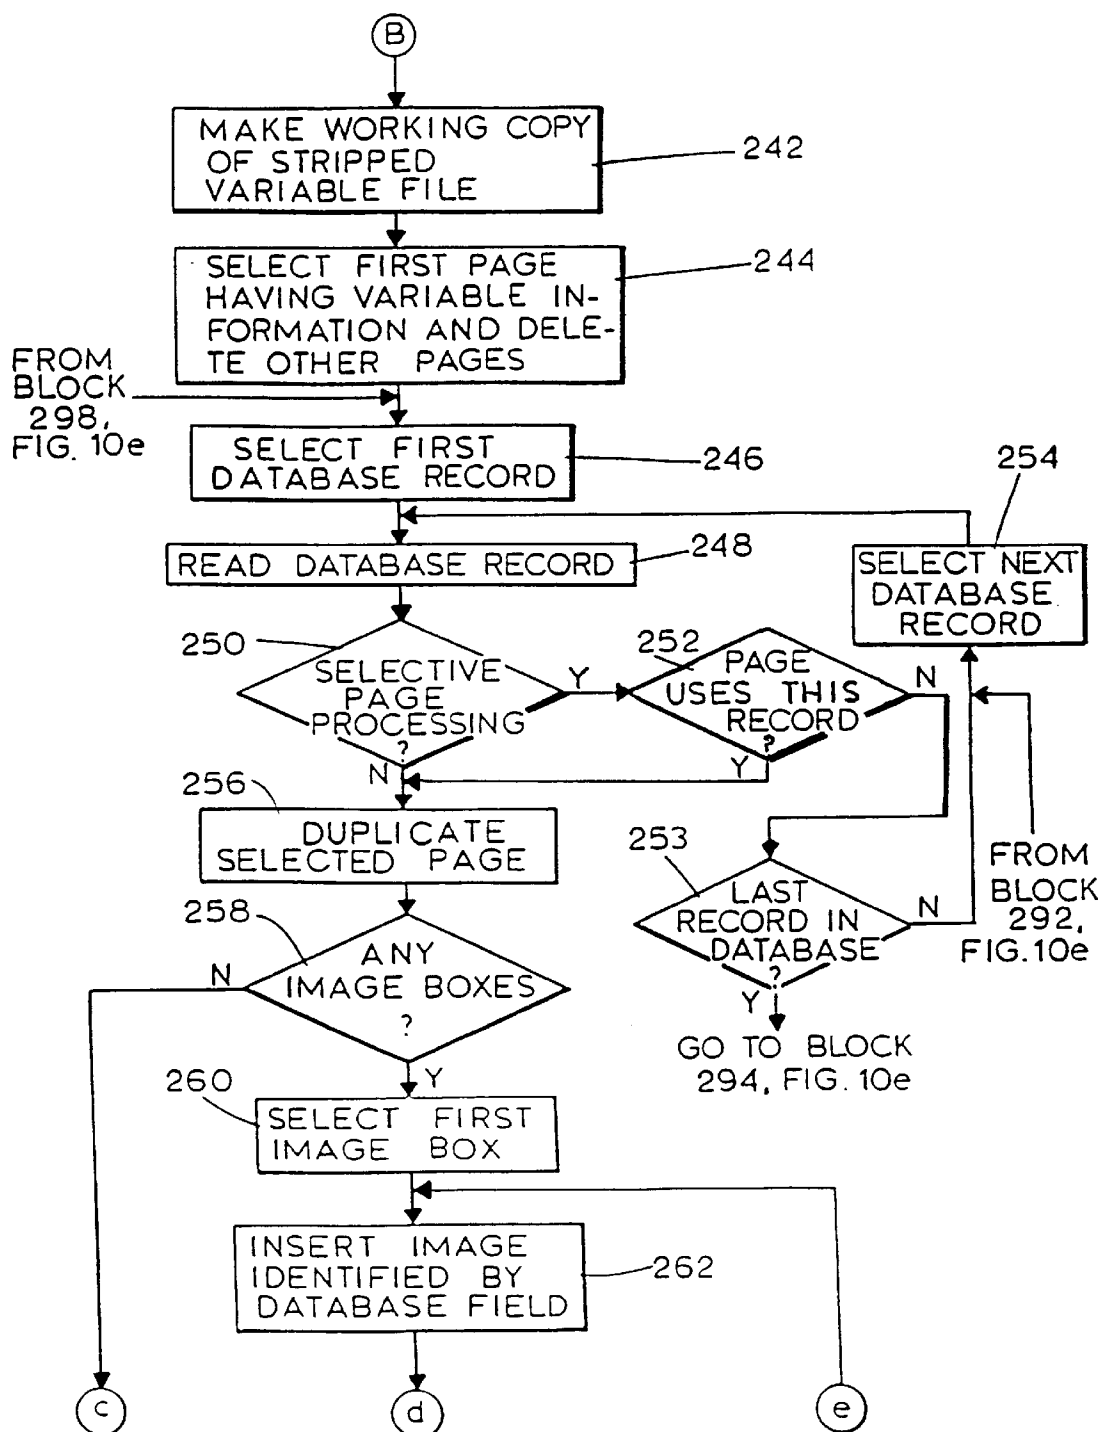 B
MAKE WORKING COPY
OF STRIPPED
VARIABLE FILE
242
SELECT FIRST PAGE
HAVING VARIABLE IN-
FORMATION AND DELE-
TE OTHER PAGES
244
FROM
BLOCK
298,
FIG. 10e
SELECT FIRST
DATABASE RECORD
246
254
READ DATABASE RECORD
248
SELECT NEXT
DATABASE
RECORD
250
SELECTIVE
PAGE
PROCESSING
?
Y
N
252
PAGE
USES THIS
RECORD
?
N
Y
256
DUPLICATE
SELECTED PAGE
253
LAST
RECORD IN
DATABASE
?
N
Y
FROM
BLOCK
292,
FIG. 10e
GO TO BLOCK
294, FIG. 10e
258
ANY
IMAGE BOXES
?
N
Y
260
SELECT FIRST
IMAGE BOX
INSERT IMAGE
IDENTIFIED BY
DATABASE FIELD
262
c
d
e